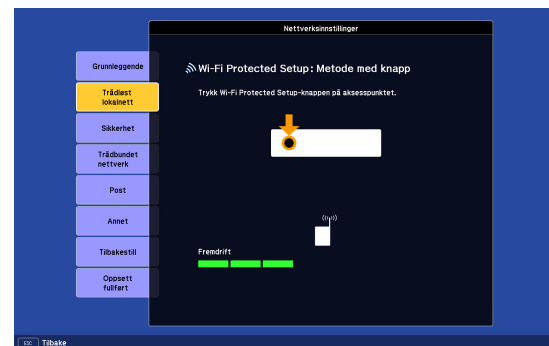 Nettverksinnstillinger
Grunnleggende
Trådløst
lokalnett
Sikkerhet
Trådbundet
nettverk
Post
Annet
Tilbakestill
Oppsett
fullført
Wi-Fi Protected Setup: Metode med knapp
Trykk Wi-Fi Protected Setup-knappen på aksesspunktet.
Fremdrift
ESC Tilbake